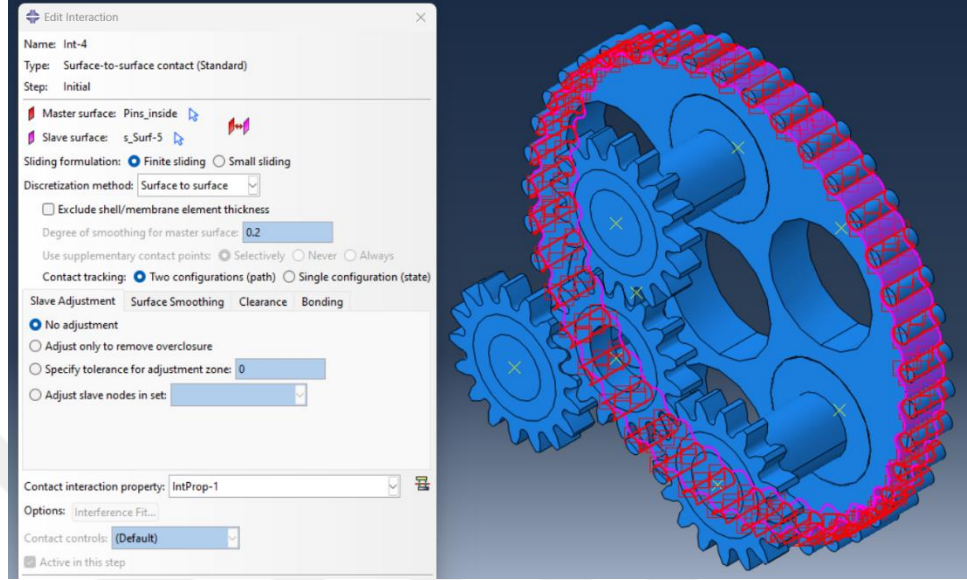 Edit Interaction
Name: Int-4
Type: Surface-to-surface contact (Standard)
Step: Initial
Master surface: Pins_inside
Slave surface: s_Surf-5
Sliding formulation: Finite sliding Small sliding
Discretization method: Surface to surface
Exclude shell/membrane element thickness
Degree of smoothing for master surface: 0.2
Use supplementary contact points: Selectively Never Always
Contact tracking: Two configurations (path) Single configuration (state)
Slave Adjustment Surface Smoothing Clearance Bonding
No adjustment
Adjust only to remove overclosure
Specify tolerance for adjustment zone: 0
Adjust slave nodes in set:
Contact interaction property: IntProp-1
Options: Interference Fit...
Contact controls: (Default)
Active in this step